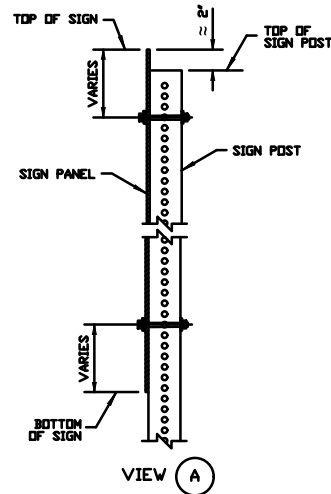 TOP OF SIGN
≈ 2"
TOP OF
SIGN POST
VARIES
SIGN POST
SIGN PANEL
VARIES
BOTTOM
OF SIGN
VIEW A